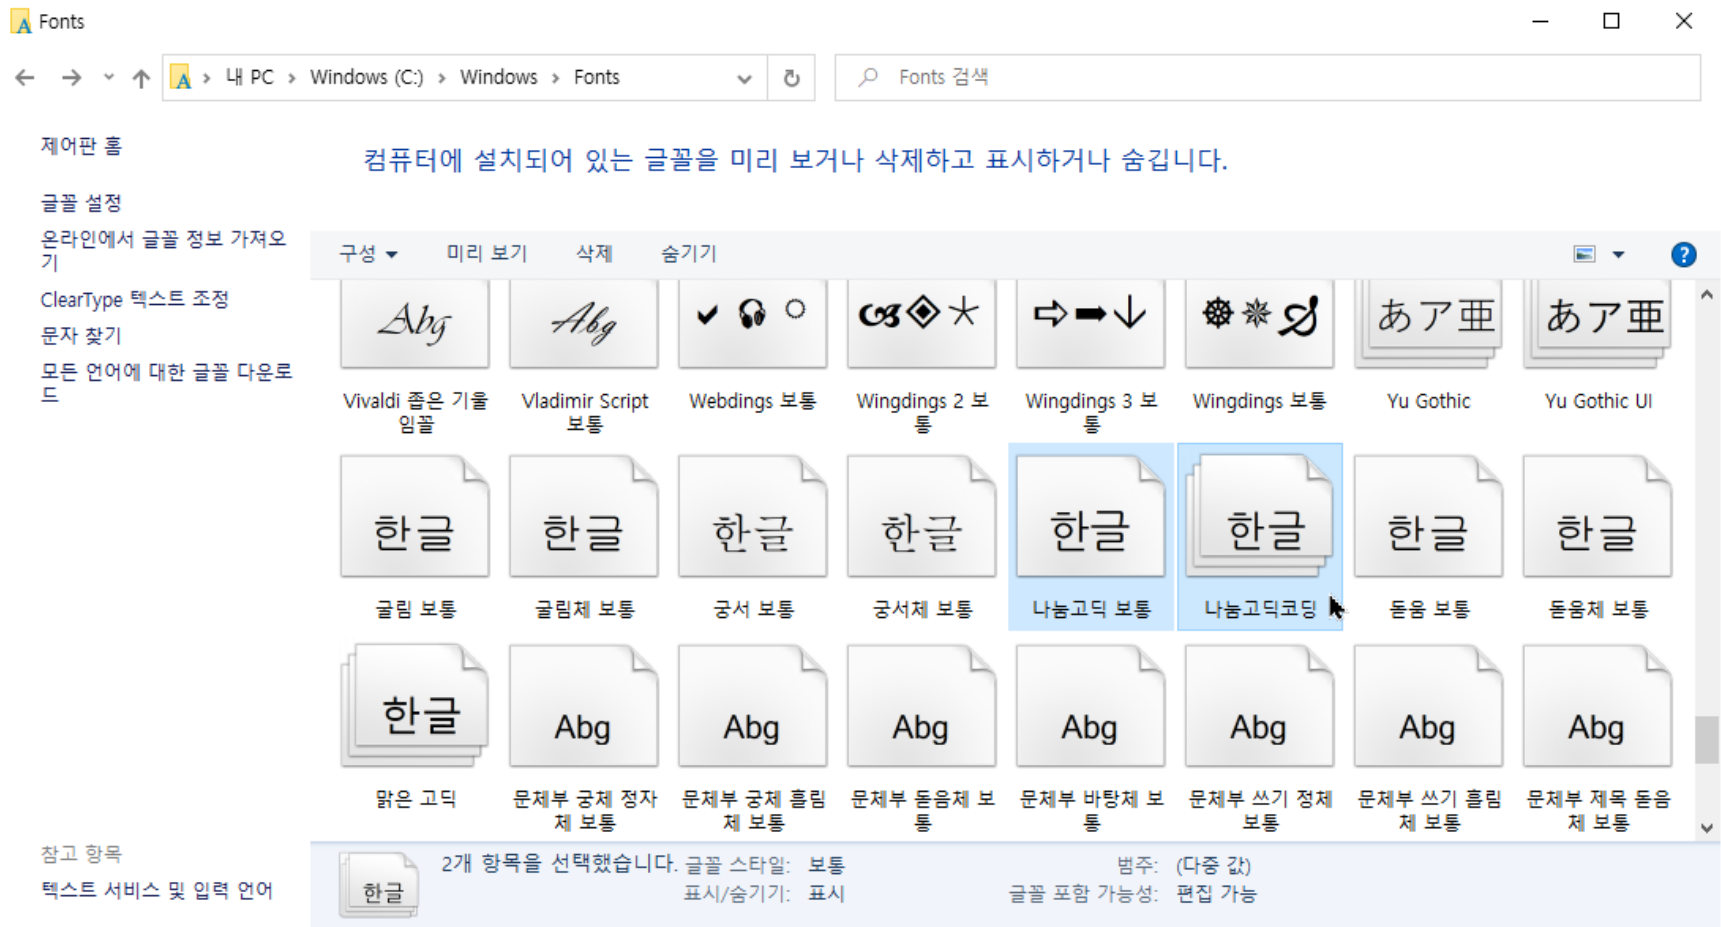 Fonts
내 PC > Windows (C:) > Windows > Fonts
Fonts 검색
제어판 홈
글꼴 설정
온라인에서 글꼴 정보 가져오
기
ClearType 텍스트 조정
문자 찾기
모든 언어에 대한 글꼴 다운로
드
참고 항목
텍스트 서비스 및 입력 언어
컴퓨터에 설치되어 있는 글꼴을 미리 보거나 삭제하고 표시하거나 숨깁니다.
구성 미리 보기 삭제 숨기기
Abg Abg あア亜 あア亜
Vivaldi 좁은 기울
임꼴
Vladimir Script
보통
Webdings 보통
Wingdings 2 보
통
Wingdings 3 보
통
Wingdings 보통
Yu Gothic
Yu Gothic UI
한글 한글 한글 한글 한글 한글 한글 한글
굴림 보통
굴림체 보통
궁서 보통
궁서체 보통
나눔고딕 보통
나눔고딕코딩
돋움 보통
돋움체 보통
한글 Abg Abg Abg Abg Abg Abg Abg
맑은 고딕
문체부 궁체 정자
체 보통
문체부 궁체 흘림
체 보통
문체부 돋음체 보
통
문체부 바탕체 보
통
문체부 쓰기 정체
보통
문체부 쓰기 흘림
체 보통
문체부 제목 돋음
체 보통
한글
2개 항목을 선택했습니다. 글꼴 스타일: 보통 범주: (다중 값)
표시/숨기기: 표시 글꼴 포함 가능성: 편집 가능